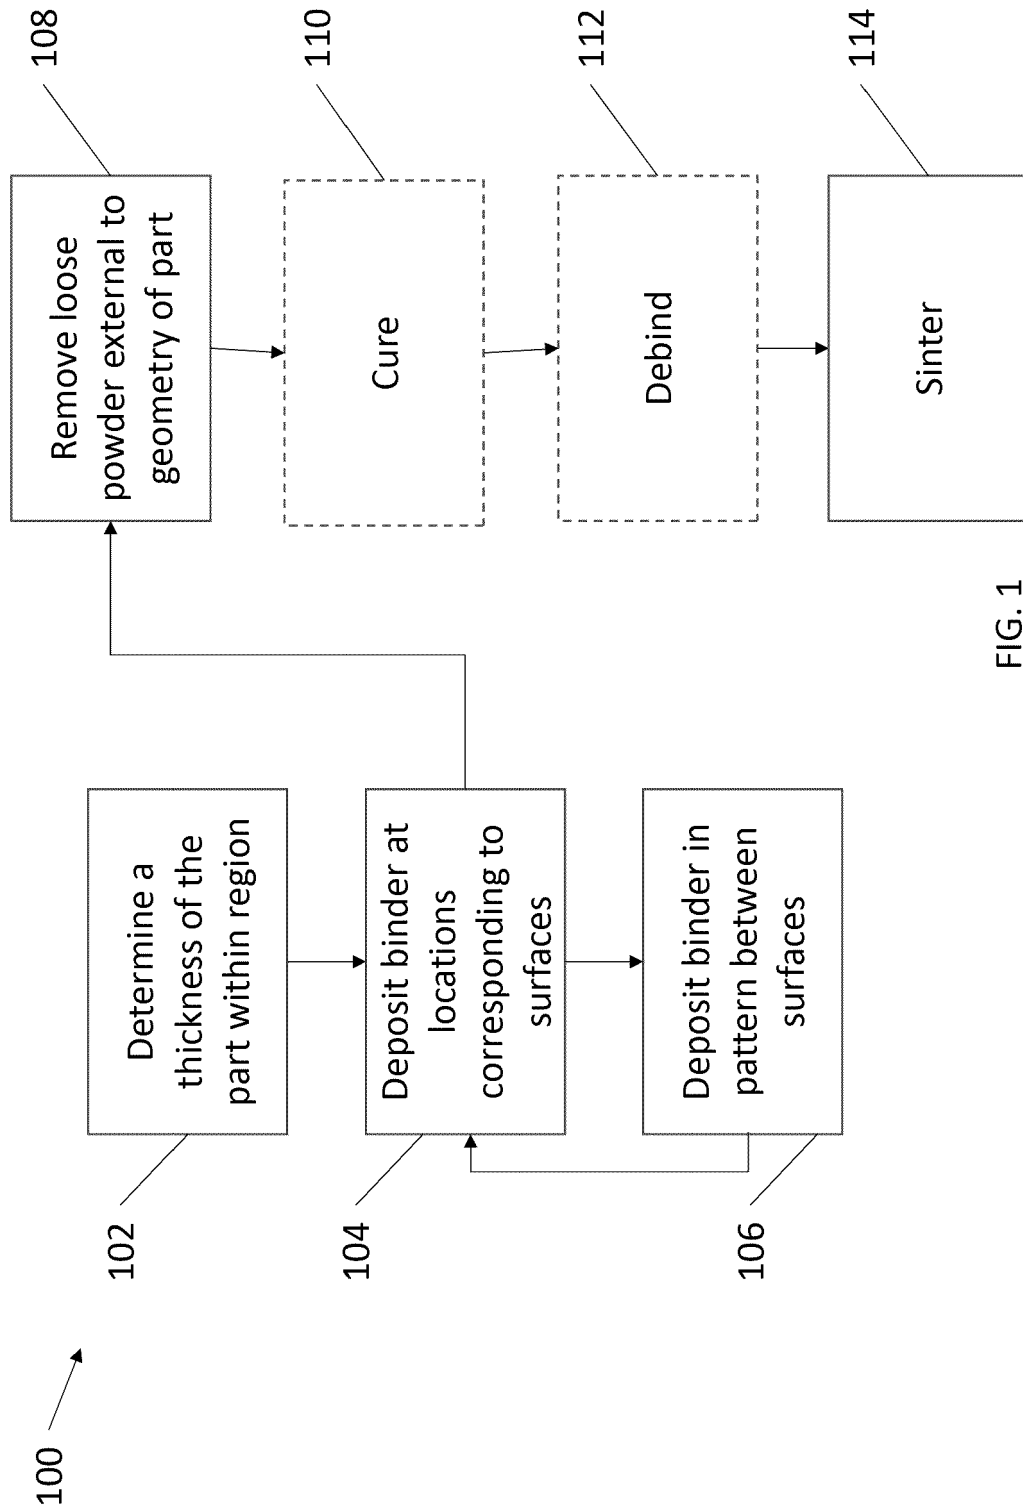 100
102
Determine a
thickness of the
part within region
104
Deposit binder at
locations
corresponding to
surfaces
106
Deposit binder in
pattern between
surfaces
108
Remove loose
powder external to
geometry of part
110
Cure
112
Debind
114
Sinter
FIG. 1